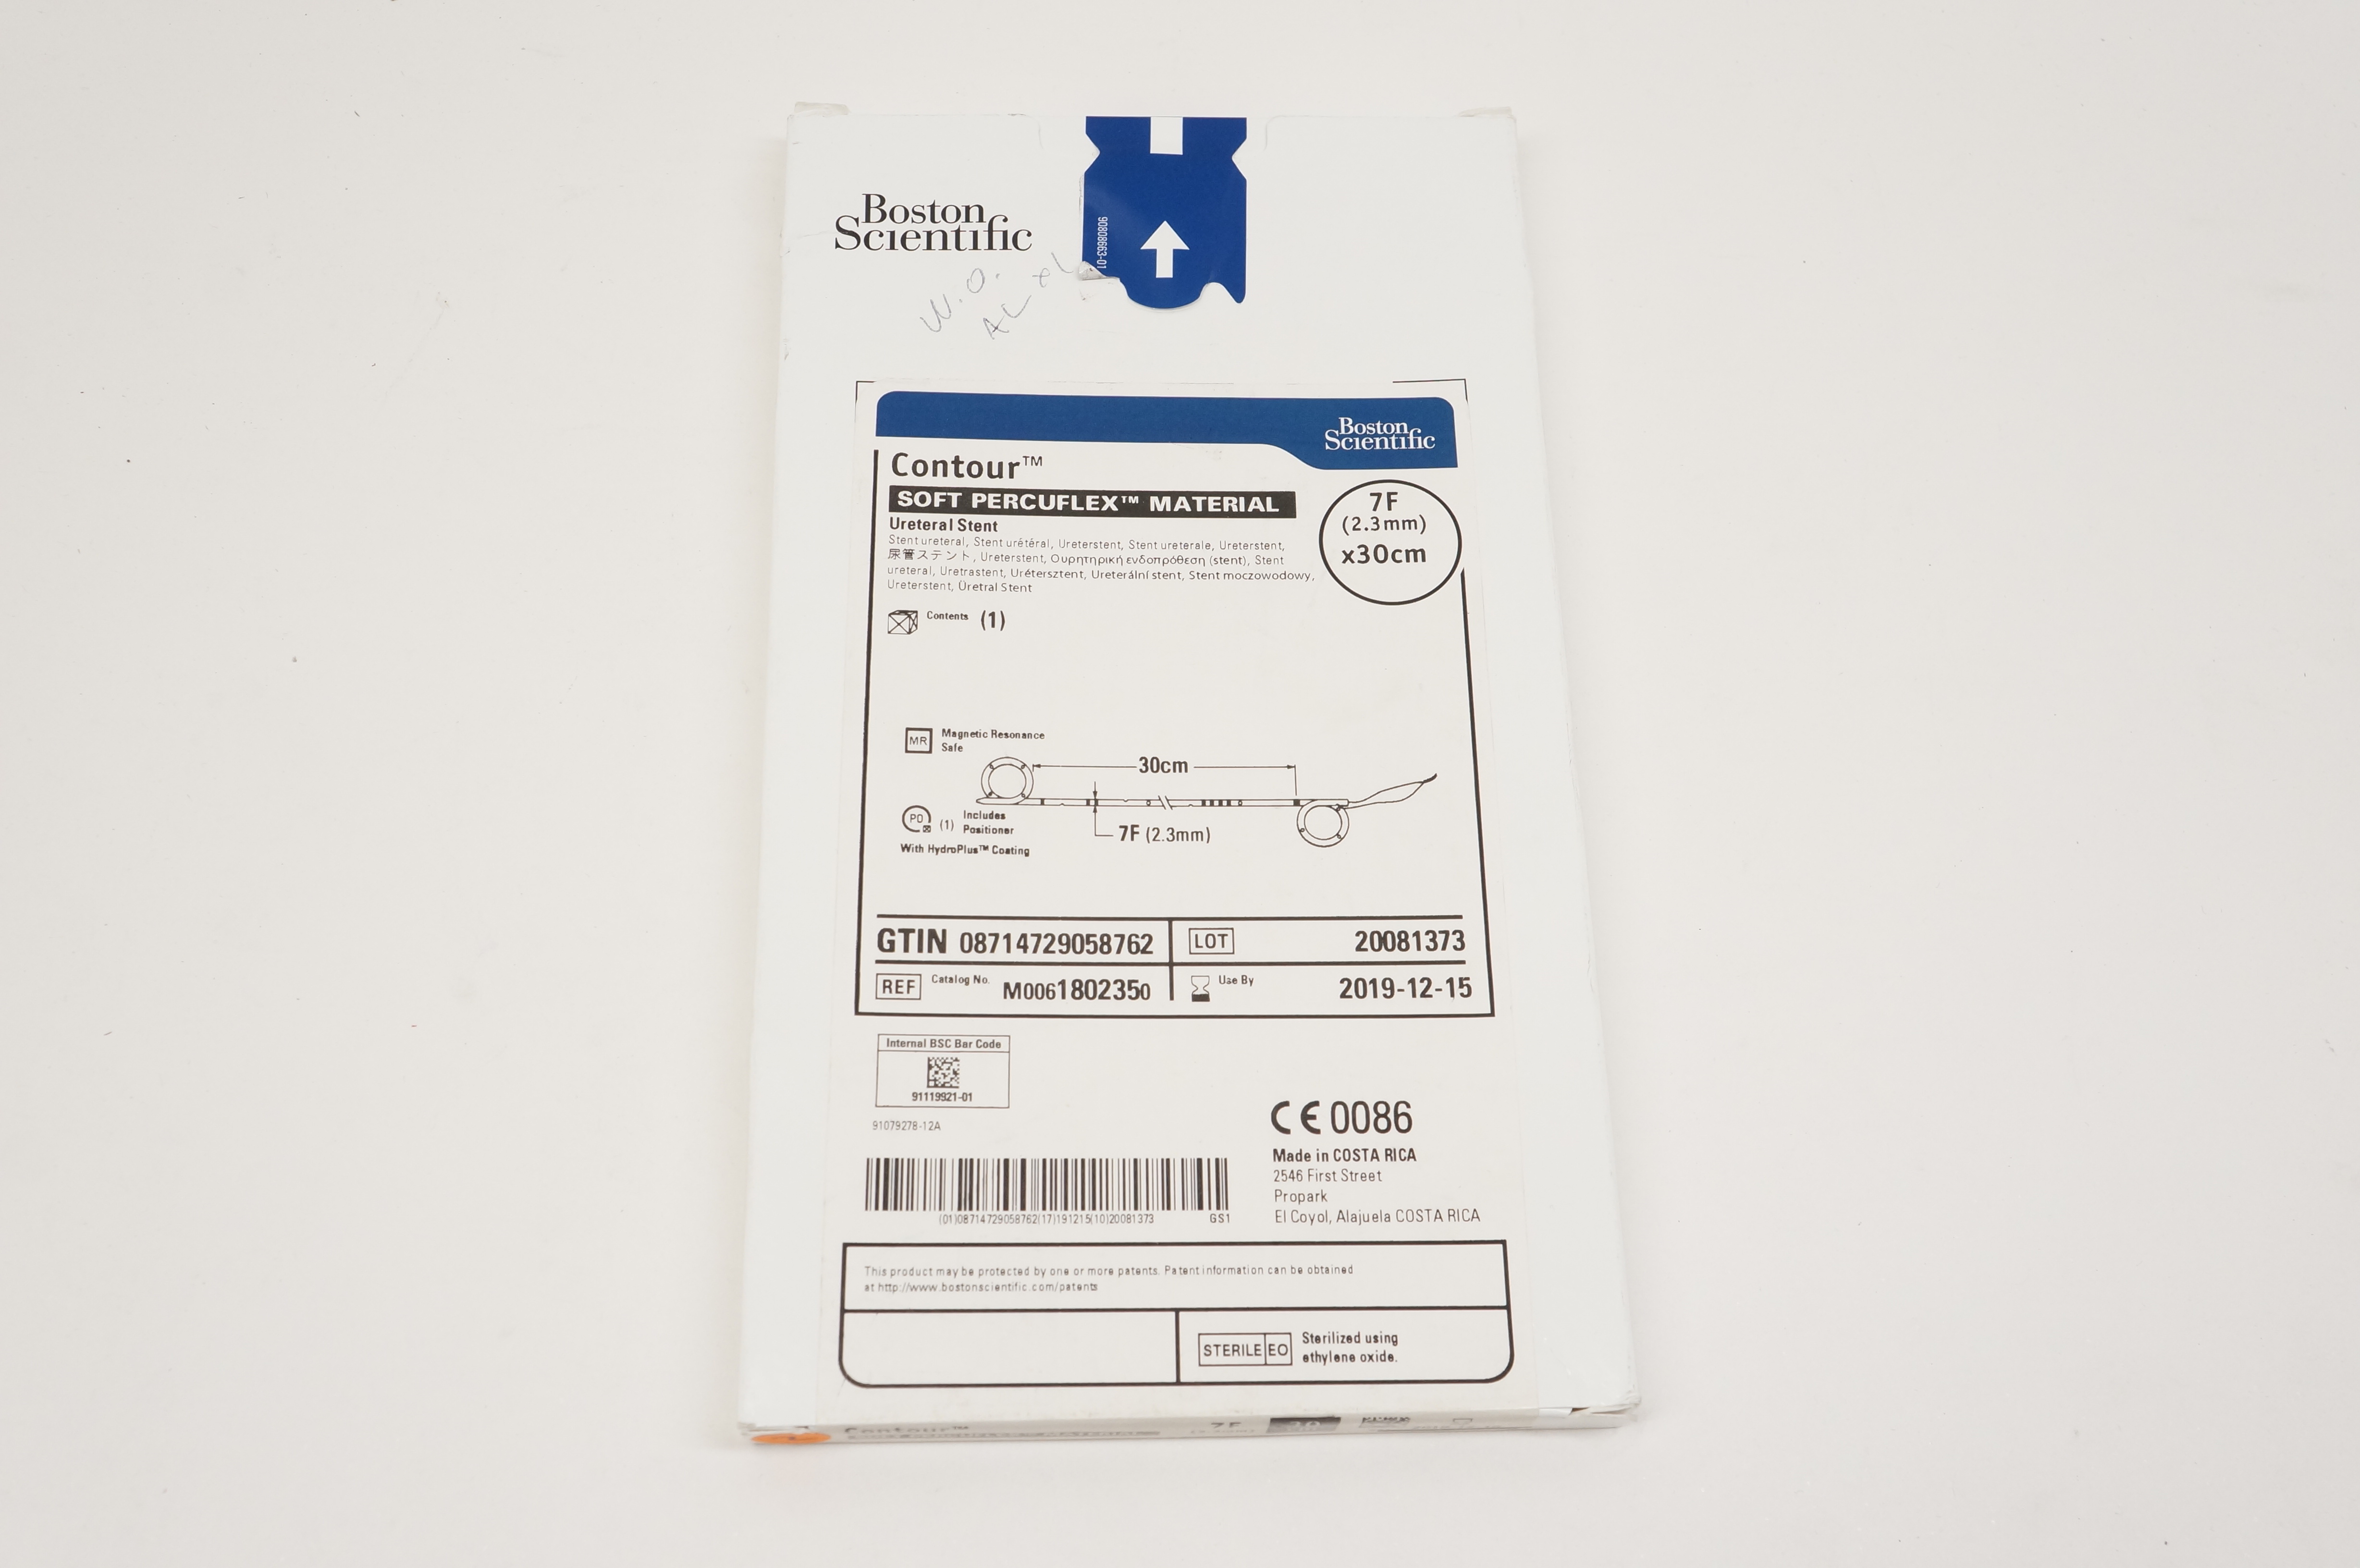 Boston
Scientific
90808663-01
W.O.
Boston
Scientific
Contour™
SOFT PERCUFLEX™ MATERIAL
Ureteral Stent
Stent ureteral, Stent urétéral, Ureterstent, Stent ureterale, Ureterstent,
尿管ステント, Ureterstent, Ουρητηρική ενδοπρόθεση (stent), Stent
ureteral, Uretrastent, Urétersztent, Ureterální stent, Stent moczowodowy,
Ureterstent, Üretral Stent
7F
(2.3mm)
x30cm
Contents (1)
MR Magnetic Resonance
Safe
30cm
PO (1) Includes
Positioner
7F (2.3mm)
With HydroPlus™ Coating
GTIN 08714729058762 LOT 20081373
REF Catalog No. M0061802350 Use By 2019-12-15
Internal BSC Bar Code
91119921-01
91079278-12A
CE 0086
Made in COSTA RICA
2546 First Street
Propark
El Coyol, Alajuela COSTA RICA
(01)08714729058762(17)191215(10)20081373 GS1
This product may be protected by one or more patents. Patent information can be obtained
at http://www.bostonscientific.com/patents
STERILE EO Sterilized using
ethylene oxide.
Contour™ 7F